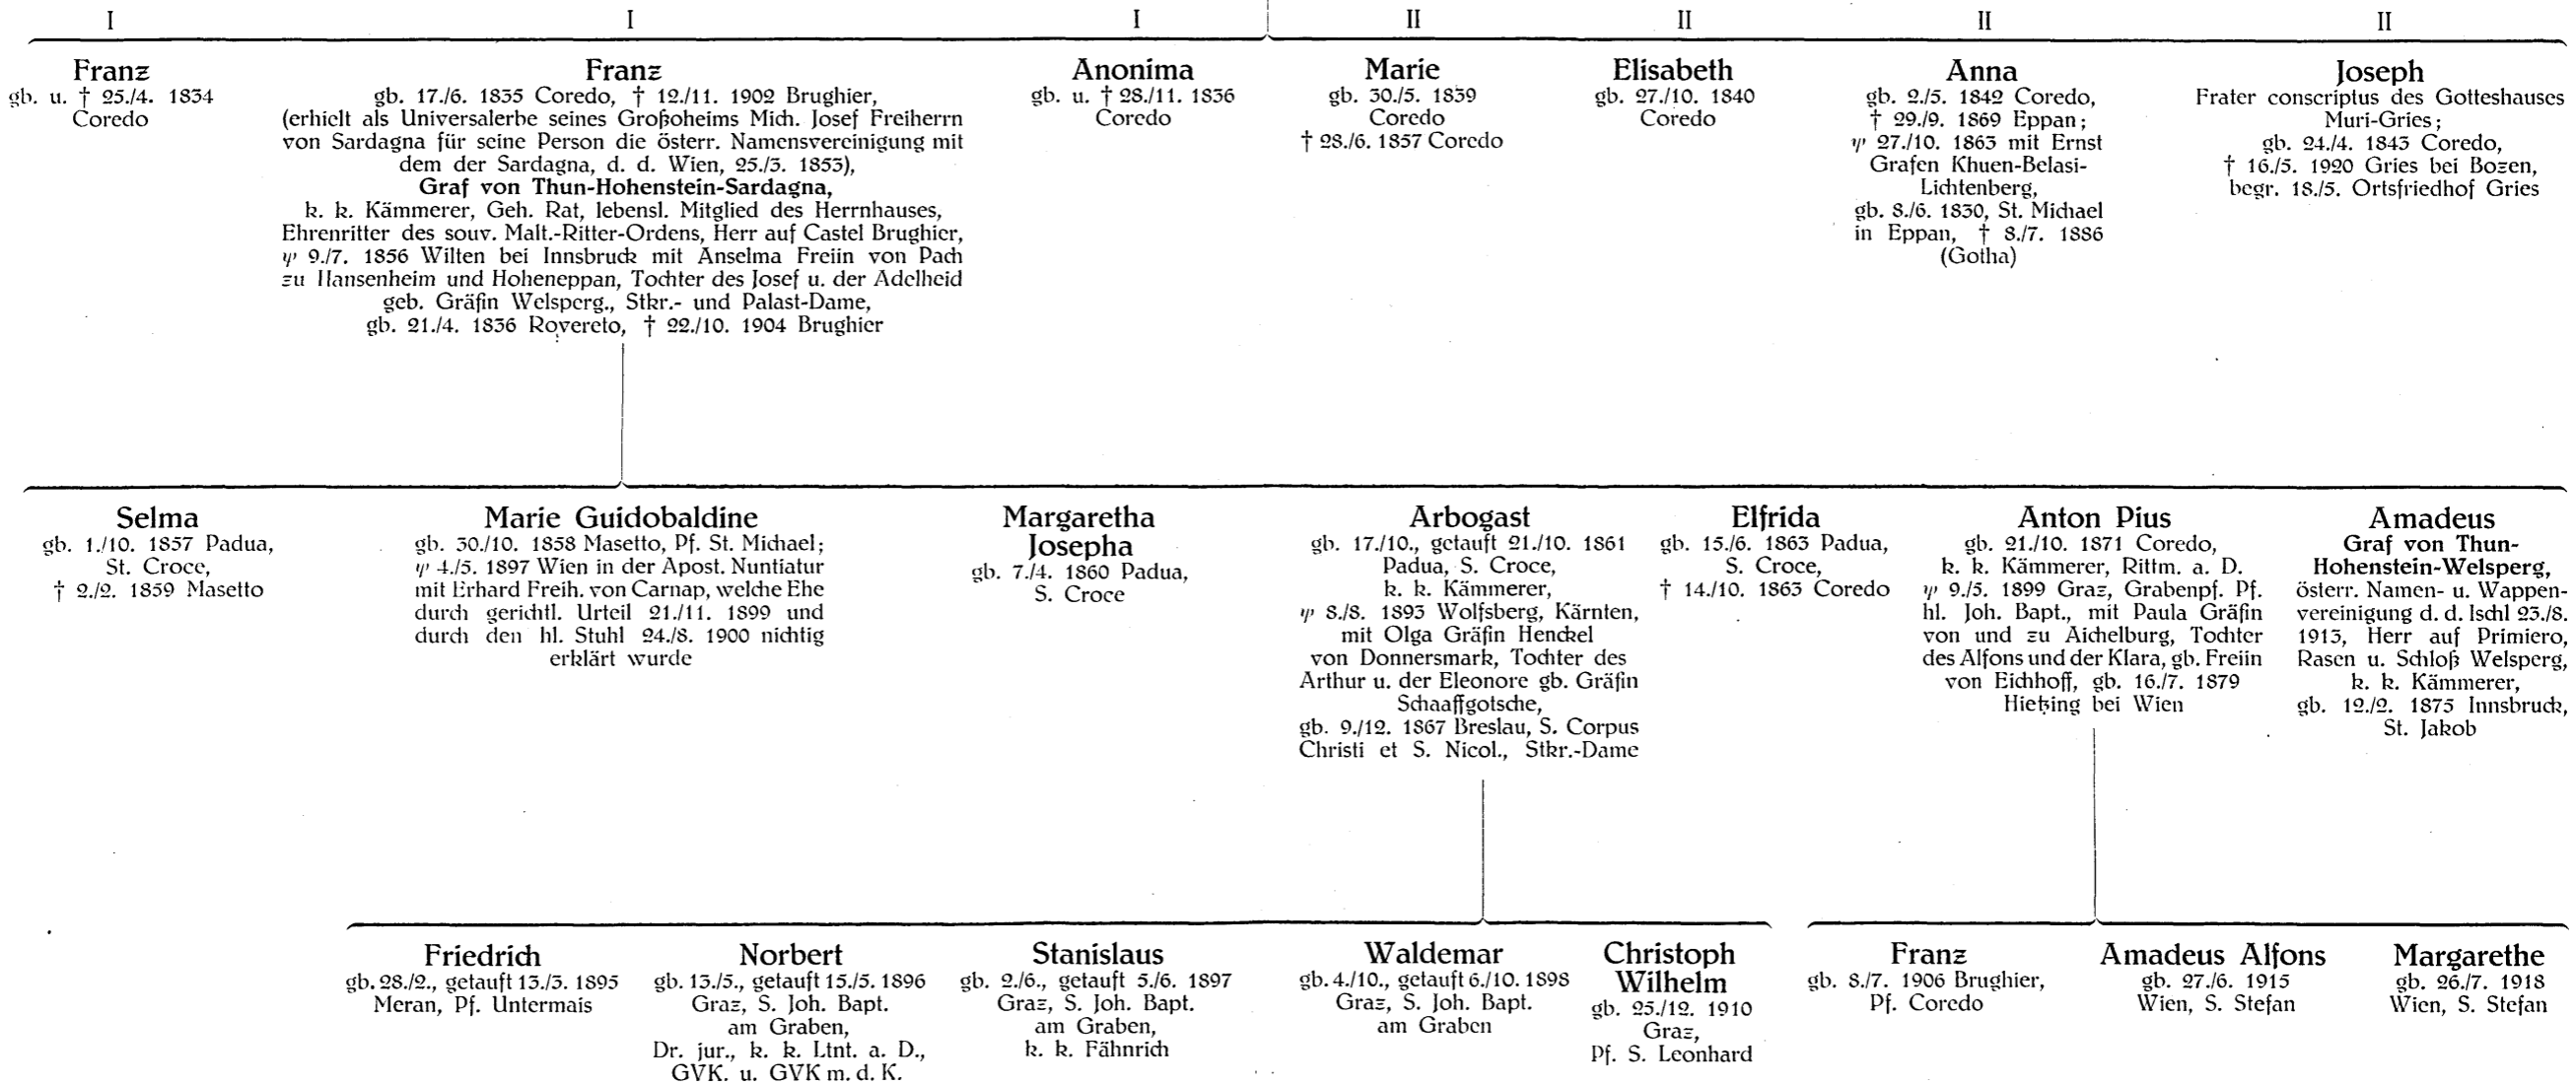 I I I II II II II
Franz
gb. u. † 25./4. 1834
Coredo
Franz
gb. 17./6. 1835 Coredo, † 12./11. 1902 Brughier,
(erhielt als Universalerbe seines Großoheims Mich. Josef Freiherrn
von Sardagna für seine Person die österr. Namensvereinigung mit
dem der Sardagna, d. d. Wien, 25./3. 1853),
Graf von Thun-Hohenstein-Sardagna,
k. k. Kämmerer, Geh. Rat, lebensl. Mitglied des Herrnhauses,
Ehrenritter des souv. Malt.-Ritter-Ordens, Herr auf Castel Brughier,
ψ 9./7. 1856 Wilten bei Innsbruck mit Anselma Freiin von Pach
zu Hansenheim und Hoheneppan, Tochter des Josef u. der Adelheid
geb. Gräfin Welsperg., Stkr.- und Palast-Dame,
gb. 21./4. 1836 Rovereto, † 22./10. 1904 Brughier
Anonima
gb. u. † 28./11. 1836
Coredo
Marie
gb. 30./5. 1839
Coredo
† 28./6. 1857 Coredo
Elisabeth
gb. 27./10. 1840
Coredo
Anna
gb. 2./5. 1842 Coredo,
† 29./9. 1869 Eppan;
ψ 27./10. 1863 mit Ernst
Grafen Khuen-Belasi-
Lichtenberg,
gb. 8./6. 1830, St. Michael
in Eppan, † 8./7. 1886
(Gotha)
Joseph
Frater conscriptus des Gotteshauses
Muri-Gries;
gb. 24./4. 1843 Coredo,
† 16./5. 1920 Gries bei Bozen,
begr. 18./5. Ortsfriedhof Gries
Selma
gb. 1./10. 1857 Padua,
St. Croce,
† 2./2. 1859 Masetto
Marie Guidobaldine
gb. 30./10. 1858 Masetto, Pf. St. Michael;
ψ 4./5. 1897 Wien in der Apost. Nuntiatur
mit Erhard Freih. von Carnap, welche Ehe
durch gerichtl. Urteil 21./11. 1899 und
durch den hl. Stuhl 24./8. 1900 nichtig
erklärt wurde
Margaretha
Josepha
gb. 7./4. 1860 Padua,
S. Croce
Arbogast
gb. 17./10., getauft 21./10. 1861
Padua, S. Croce,
k. k. Kämmerer,
ψ 8./8. 1893 Wolfsberg, Kärnten,
mit Olga Gräfin Henckel
von Donnersmark, Tochter des
Arthur u. der Eleonore gb. Gräfin
Schaaffgotsche,
gb. 9./12. 1867 Breslau, S. Corpus
Christi et S. Nicol., Stkr.-Dame
Elfrida
gb. 15./6. 1863 Padua,
S. Croce,
† 14./10. 1863 Coredo
Anton Pius
gb. 21./10. 1871 Coredo,
k. k. Kämmerer, Rittm. a. D.
ψ 9./5. 1899 Graz, Grabenpf. Pf.
hl. Joh. Bapt., mit Paula Gräfin
von und zu Aichelburg, Tochter
des Alfons und der Klara, gb. Freiin
von Eichhoff, gb. 16./7. 1879
Hietzing bei Wien
Amadeus
Graf von Thun-
Hohenstein-Welsperg,
österr. Namen- u. Wappen-
vereinigung d. d. Ischl 23./8.
1913, Herr auf Primiero,
Rasen u. Schloß Welsperg,
k. k. Kämmerer,
gb. 12./2. 1875 Innsbruck,
St. Jakob
Friedrich
gb. 28./2., getauft 13./3. 1895
Meran, Pf. Untermais
Norbert
gb. 13./5., getauft 15./5. 1896
Graz, S. Joh. Bapt.
am Graben,
Dr. jur., k. k. Ltnt. a. D.,
GVK. u. GVK m. d. K.
Stanislaus
gb. 2./6., getauft 5./6. 1897
Graz, S. Joh. Bapt.
am Graben,
k. k. Fähnrich
Waldemar
gb. 4./10., getauft 6./10. 1898
Graz, S. Joh. Bapt.
am Graben
Christoph
Wilhelm
gb. 25./12. 1910
Graz,
Pf. S. Leonhard
Franz
gb. 8./7. 1906 Brughier,
Pf. Coredo
Amadeus Alfons
gb. 27./6. 1915
Wien, S. Stefan
Margarethe
gb. 26./7. 1918
Wien, S. Stefan